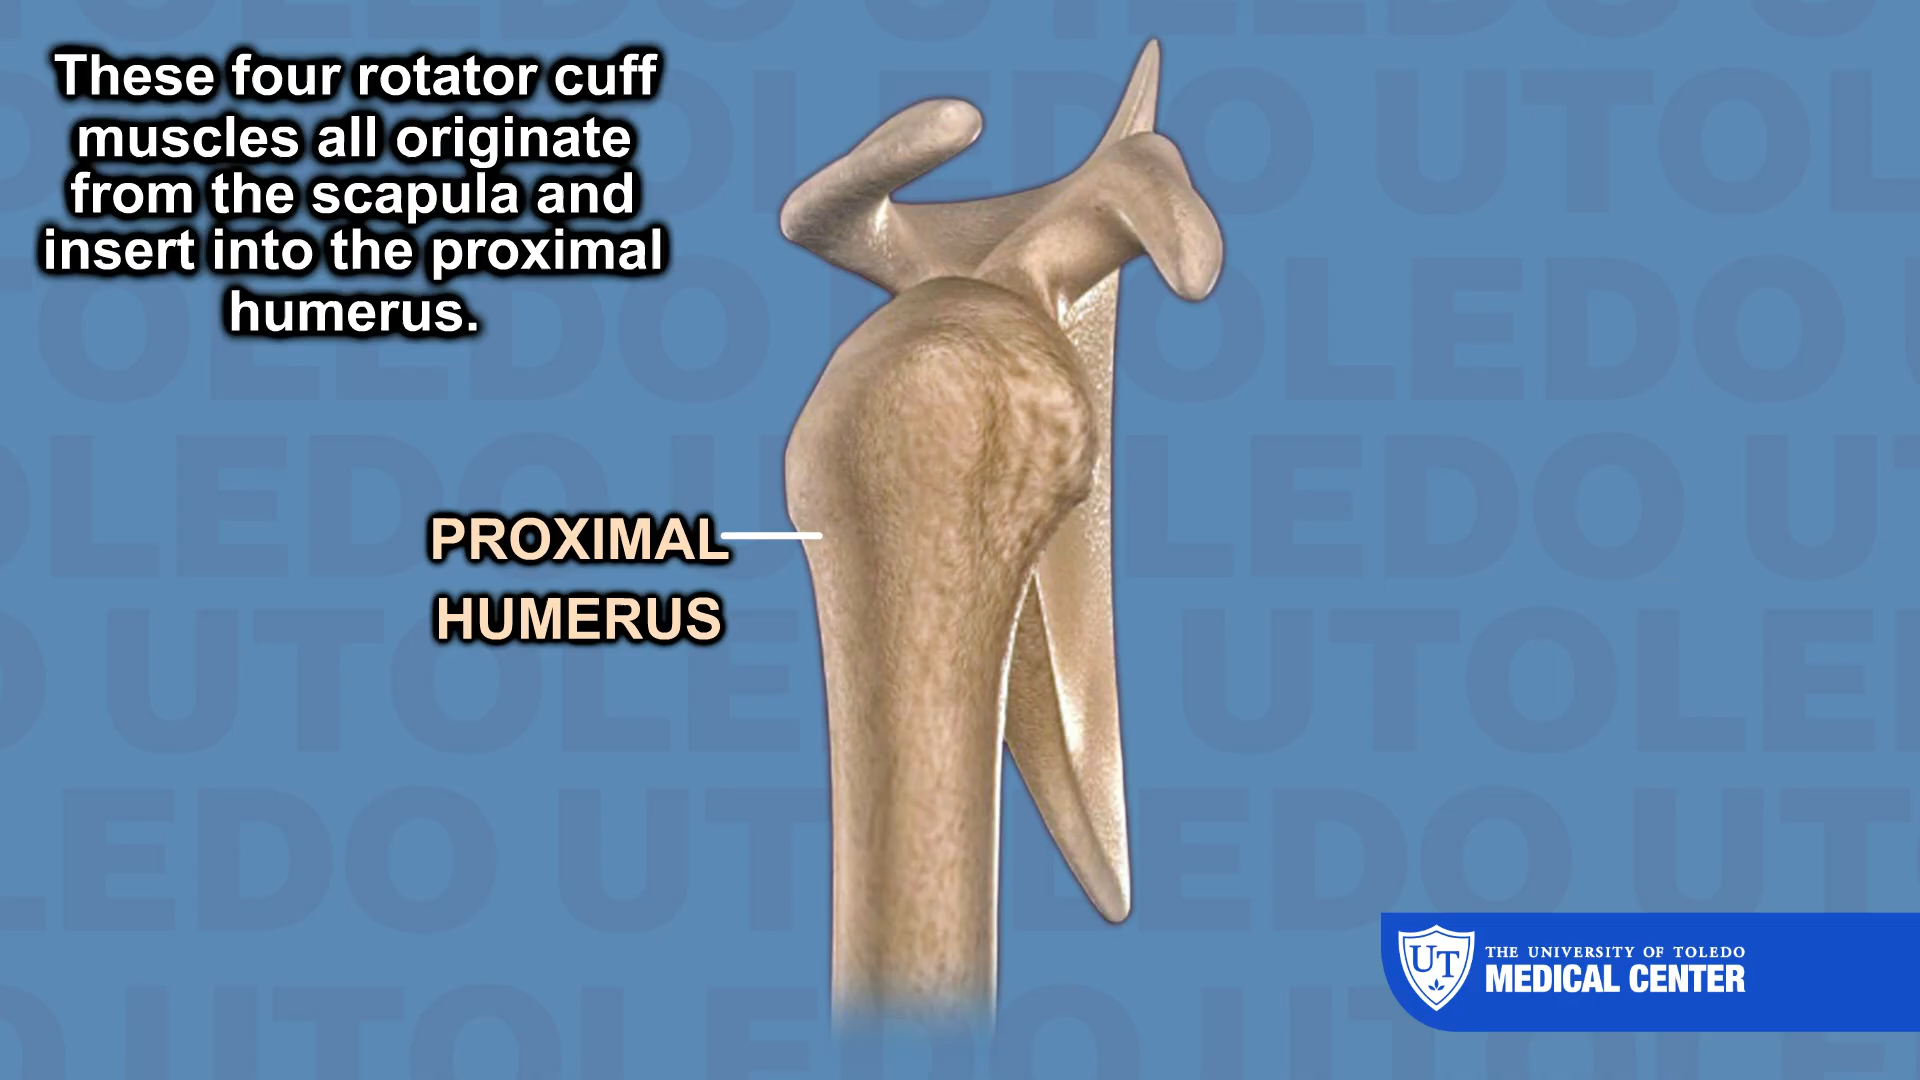 These four rotator cuff
muscles all originate
from the scapula and
insert into the proximal
humerus.
PROXIMAL
HUMERUS
UT
THE UNIVERSITY OF TOLEDO
MEDICAL CENTER